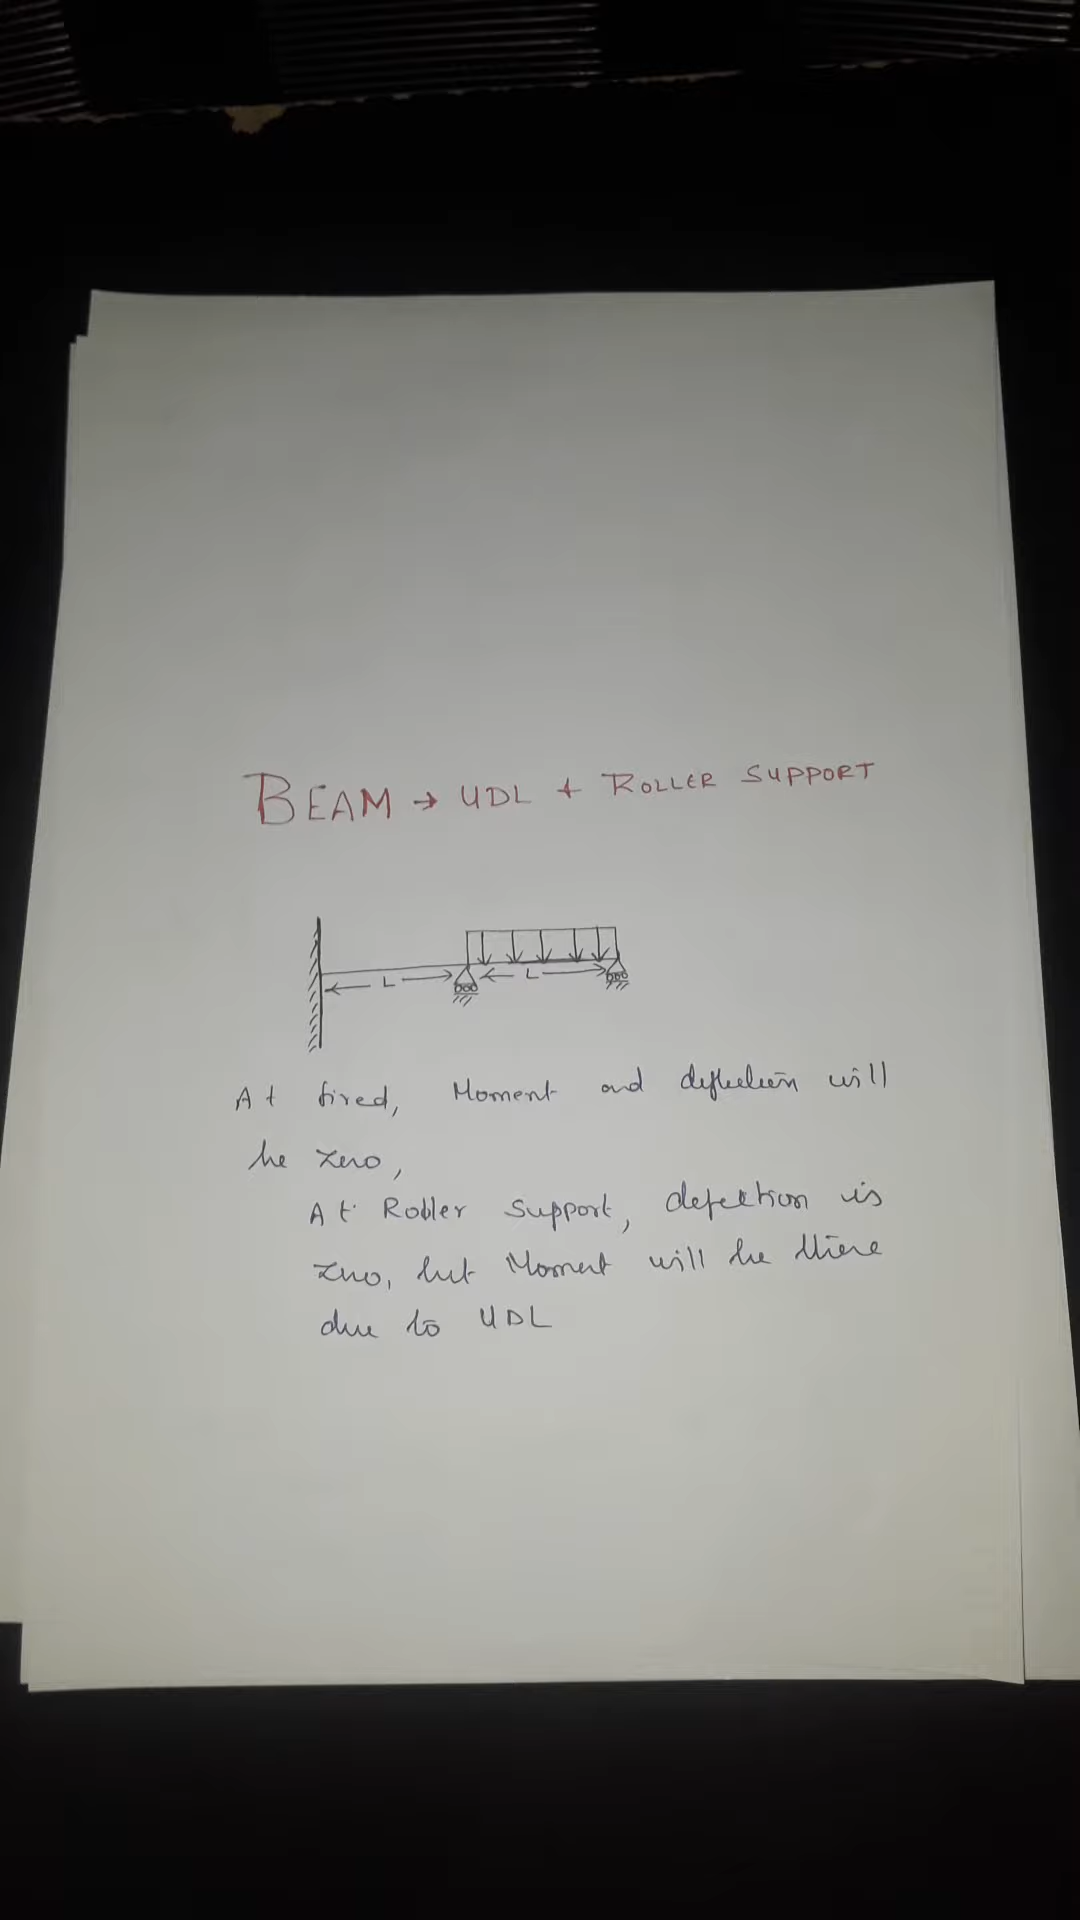 BEAM → UDL + ROLLER SUPPORT
L L
At fixed, Moment and deflection will
be zero,
At Roller Support, defection is
zero, but Moment will be there
due to UDL